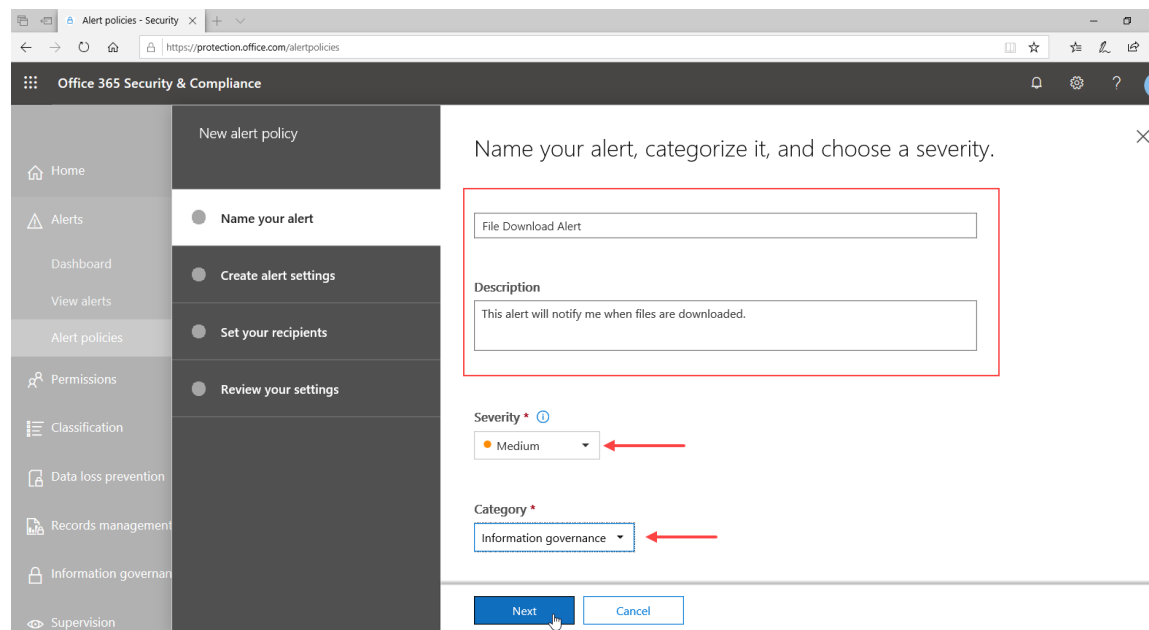 Alert policies - Security
https://protection.office.com/alertpolicies
Office 365 Security & Compliance
?
Home
Alerts
Dashboard
View alerts
Alert policies
Permissions
Classification
Data loss prevention
Records management
Information governan
Supervision
New alert policy
Name your alert
Create alert settings
Set your recipients
Review your settings
Name your alert, categorize it, and choose a severity.
File Download Alert
Description
This alert will notify me when files are downloaded.
Severity *
Medium
Category *
Information governance
Next
Cancel